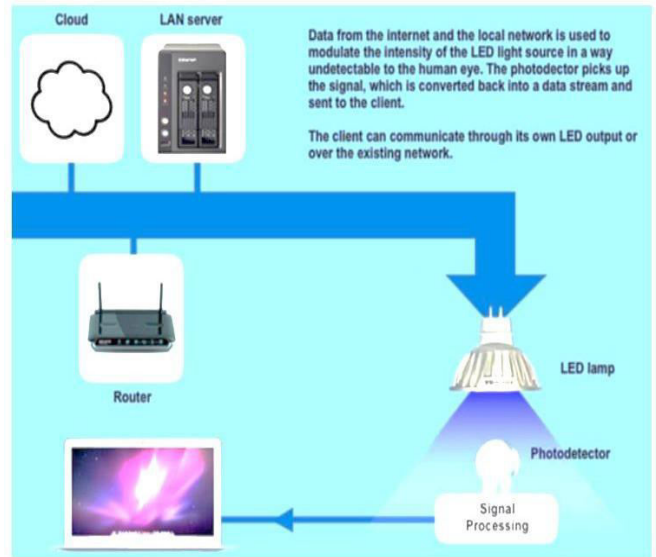 Cloud
LAN server
Data from the internet and the local network is used to
modulate the intensity of the LED light source in a way
undetectable to the human eye. The photodector picks up
the signal, which is converted back into a data stream and
sent to the client.
The client can communicate through its own LED output or
over the existing network.
Router
LED lamp
Photodetector
Signal
Processing